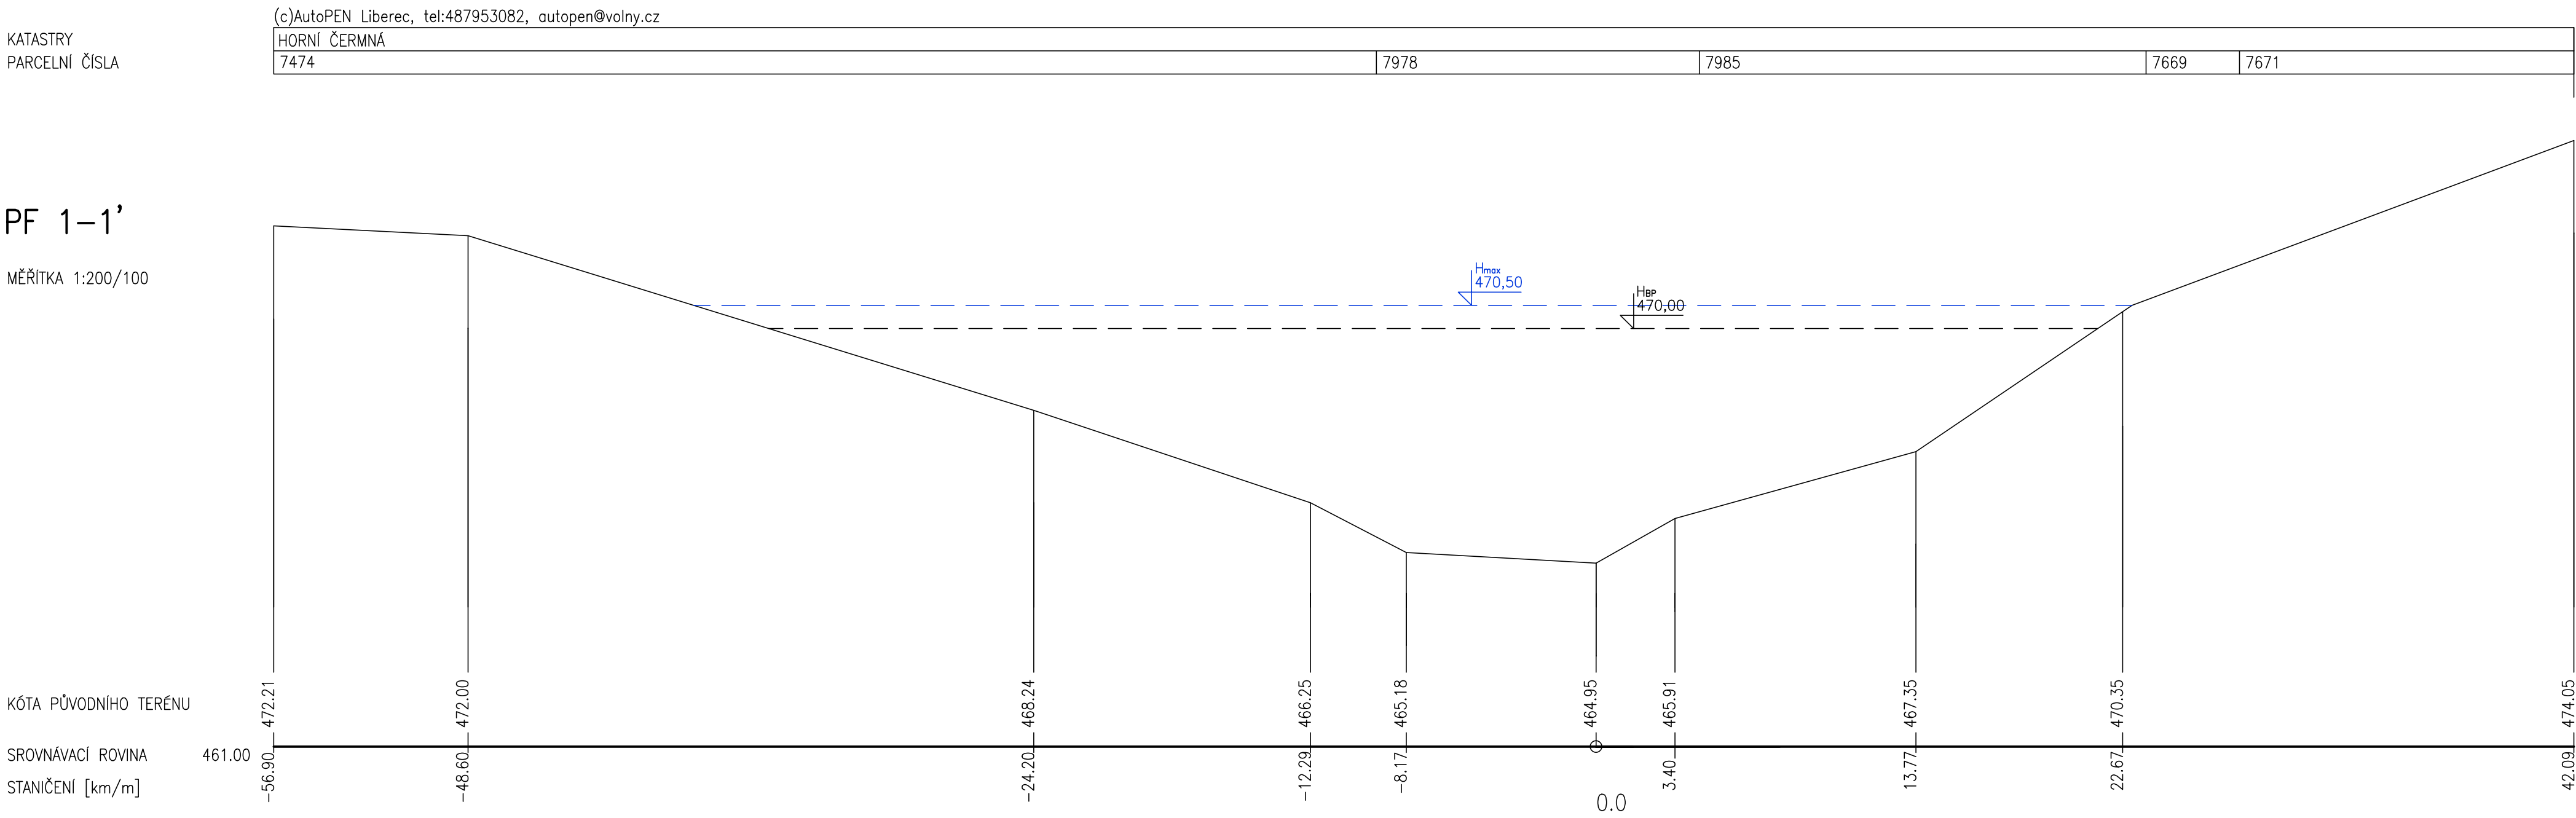 (c)AutoPEN Liberec, tel:487953082, autopen@volny.cz
KATASTRY HORNÍ ČERMNÁ
PARCELNÍ ČÍSLA 7474 7978 7985 7669 7671
PF 1-1'
MĚŘÍTKA 1:200/100
Hmax
470,50
HBP
470,00
KÓTA PŮVODNÍHO TERÉNU 472.21 472.00 468.24 466.25 465.18 464.95 465.91 467.35 470.35 474.05
SROVNÁVACÍ ROVINA 461.00
STANIČENÍ [km/m] -56.90 -48.60 -24.20 -12.29 -8.17 0.0 3.40 13.77 22.67 42.09